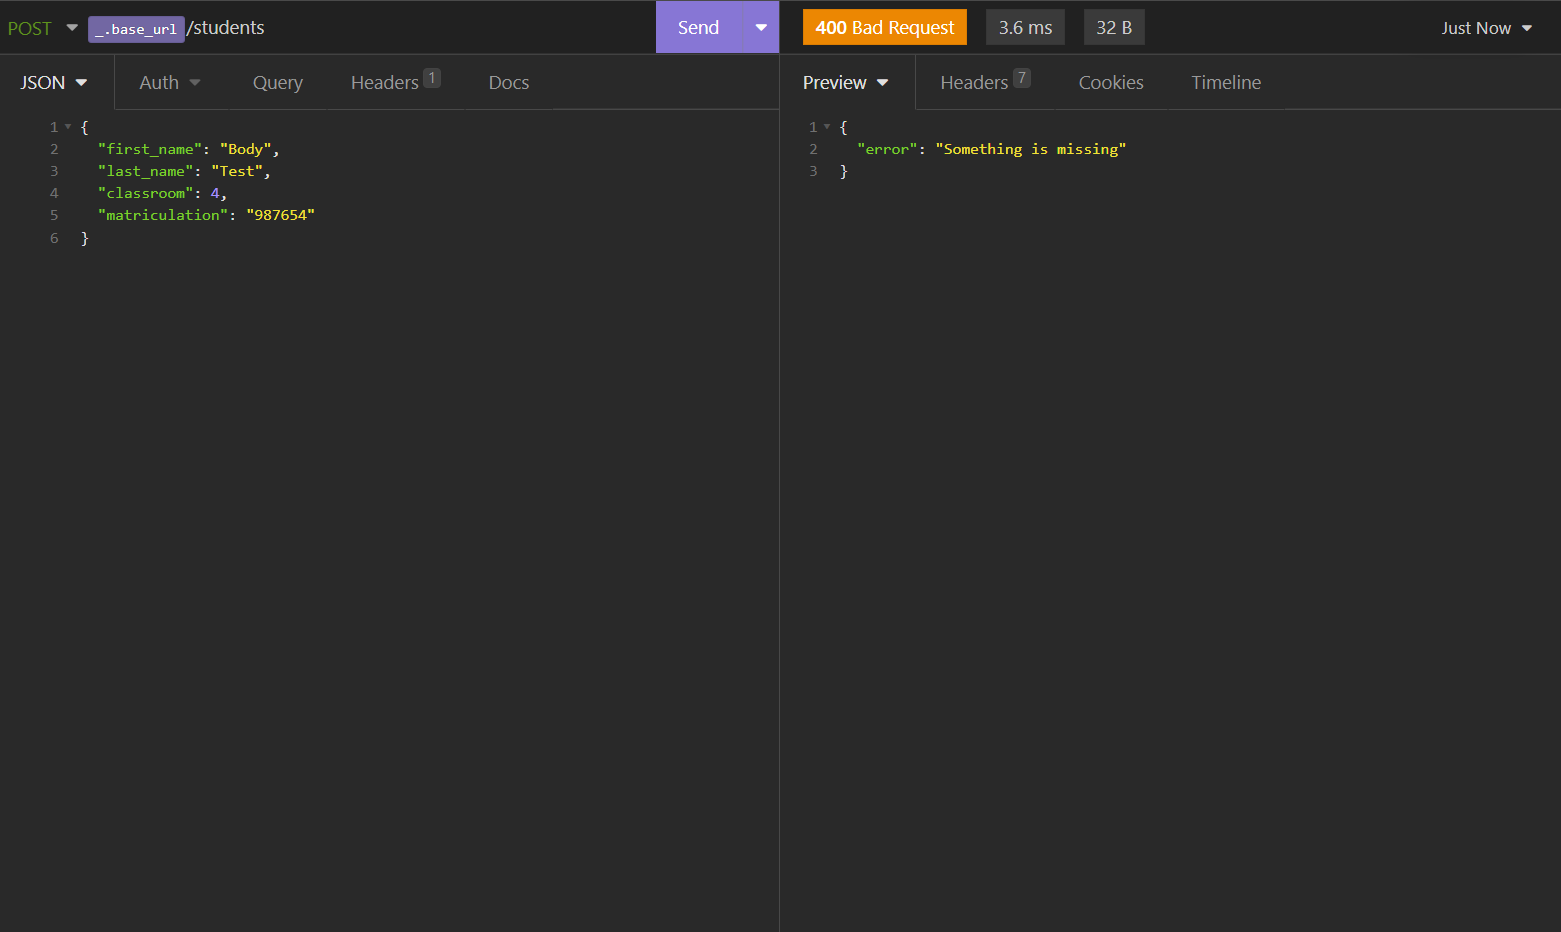 POST _.base_url/students Send
400 Bad Request 3.6 ms 32 B Just Now
JSON Auth Query Headers 1 Docs
Preview Headers 7 Cookies Timeline
1 {
2 "first_name": "Body",
3 "last_name": "Test",
4 "classroom": 4,
5 "matriculation": "987654"
6 }
1 {
2 "error": "Something is missing"
3 }